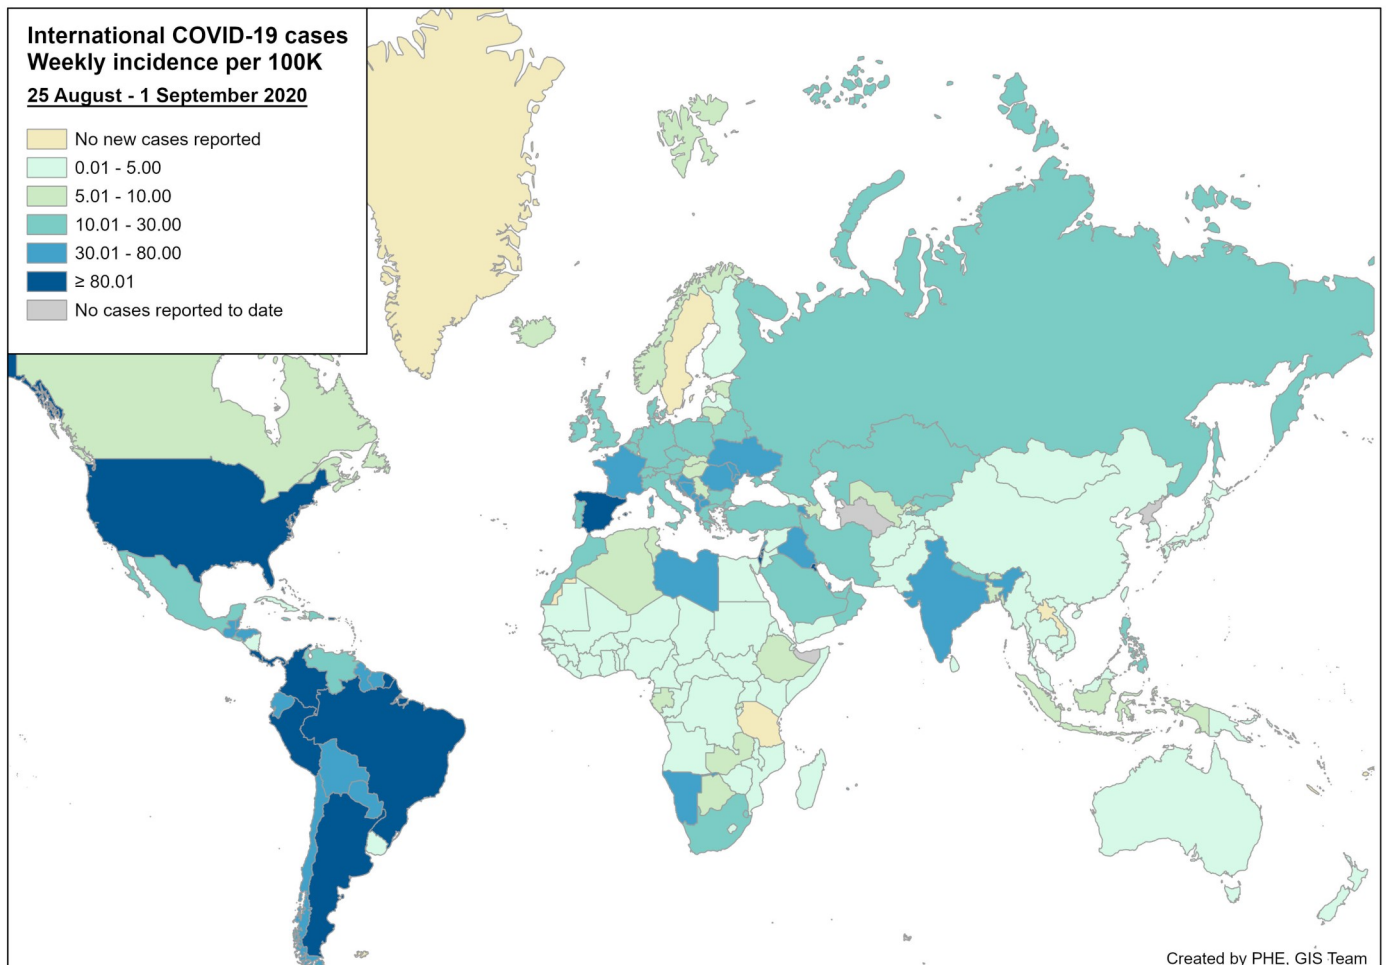 International COVID-19 cases
Weekly incidence per 100K
25 August - 1 September 2020
No new cases reported
0.01 - 5.00
5.01 - 10.00
10.01 - 30.00
30.01 - 80.00
≥ 80.01
No cases reported to date
Created by PHE, GIS Team